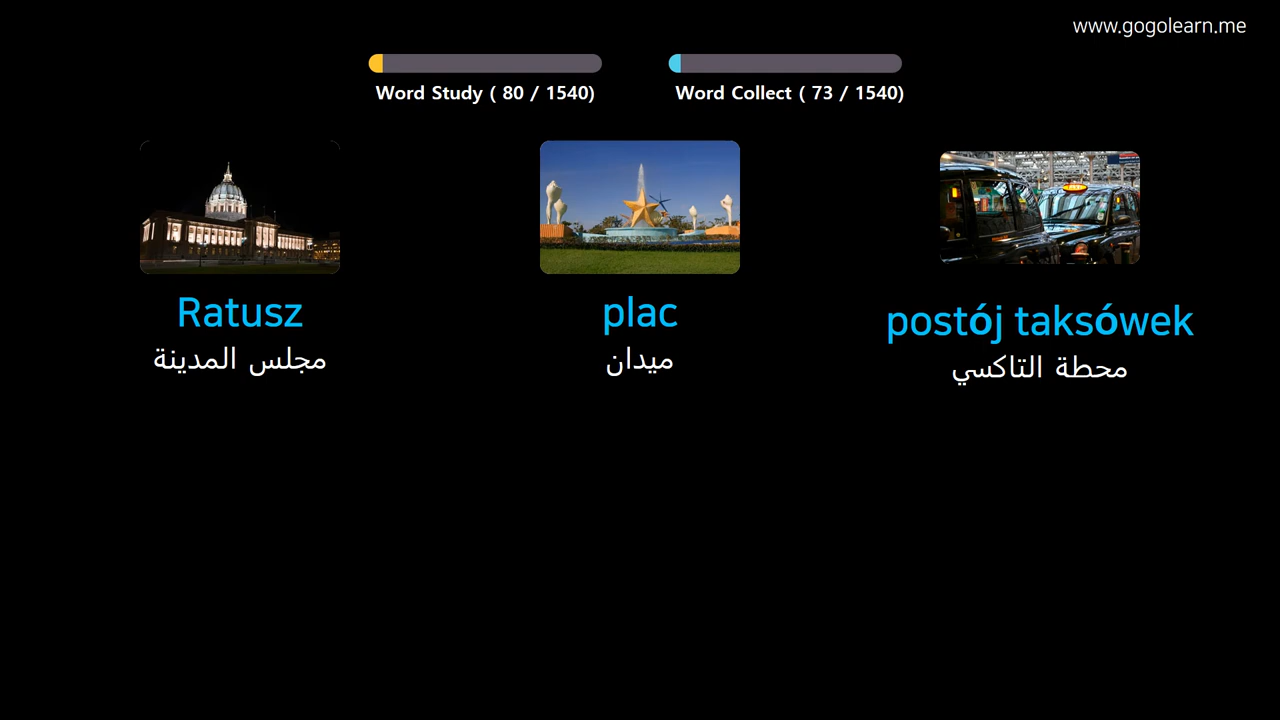 www.gogolearn.me
Word Study ( 80 / 1540)
Word Collect ( 73 / 1540)
Ratusz
مجلس المدينة
plac
ميدان
postój taksówek
محطة التاكسي